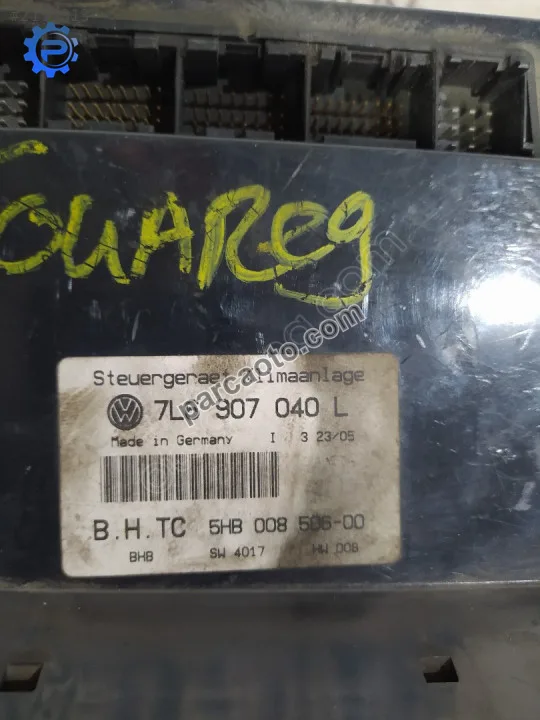 TOUAREg
parcaoto.com
Steuergeraet Klimaanlage
7L6 907 040 L
Made in Germany I 3 23/05
B.H.TC 5HB 008 506-00
BHB SW 4017 HW 008